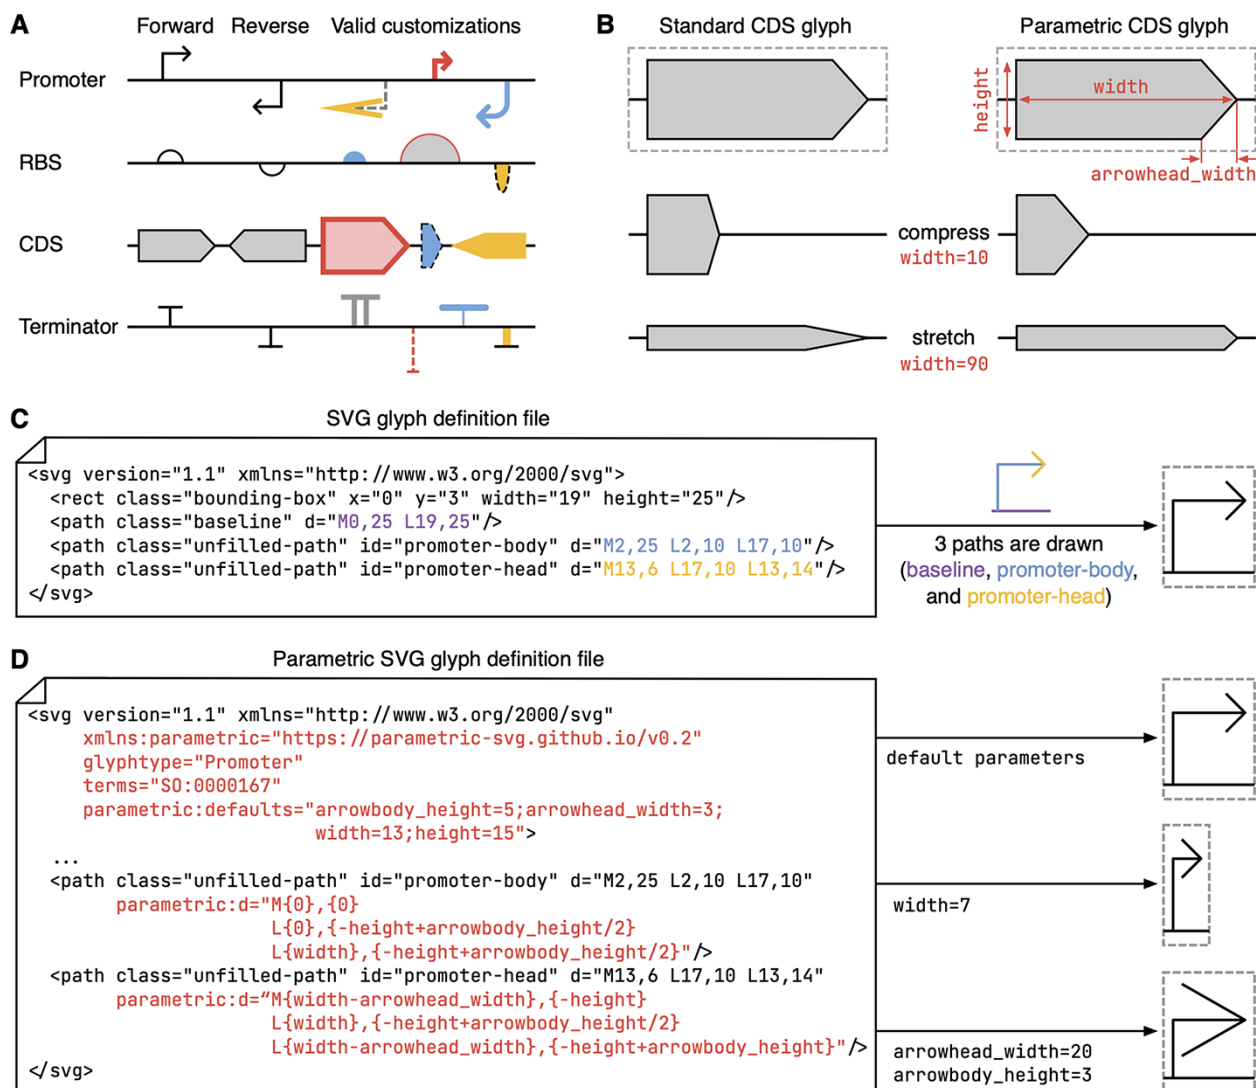 A
Forward Reverse Valid customizations
Promoter
RBS
CDS
Terminator
B
Standard CDS glyph
Parametric CDS glyph
height
width
arrowhead_width
compress
width=10
stretch
width=90
C
SVG glyph definition file
<svg version="1.1" xmlns="http://www.w3.org/2000/svg">
<rect class="bounding-box" x="0" y="3" width="19" height="25"/>
<path class="baseline" d="M0,25 L19,25"/>
<path class="unfilled-path" id="promoter-body" d="M2,25 L2,10 L17,10"/>
<path class="unfilled-path" id="promoter-head" d="M13,6 L17,10 L13,14"/>
</svg>
3 paths are drawn
(baseline, promoter-body,
and promoter-head)
D
Parametric SVG glyph definition file
<svg version="1.1" xmlns="http://www.w3.org/2000/svg"
xmlns:parametric="https://parametric-svg.github.io/v0.2"
glyphtype="Promoter"
terms="SO:0000167"
parametric:defaults="arrowbody_height=5;arrowhead_width=3;
width=13;height=15">
...
<path class="unfilled-path" id="promoter-body" d="M2,25 L2,10 L17,10"
parametric:d="M{0},{0}
L{0},{-height+arrowbody_height/2}
L{width},{-height+arrowbody_height/2}"/>
<path class="unfilled-path" id="promoter-head" d="M13,6 L17,10 L13,14"
parametric:d=“M{width-arrowhead_width},{-height}
L{width},{-height+arrowbody_height/2}
L{width-arrowhead_width},{-height+arrowbody_height}"/>
</svg>
default parameters
width=7
arrowhead_width=20
arrowbody_height=3